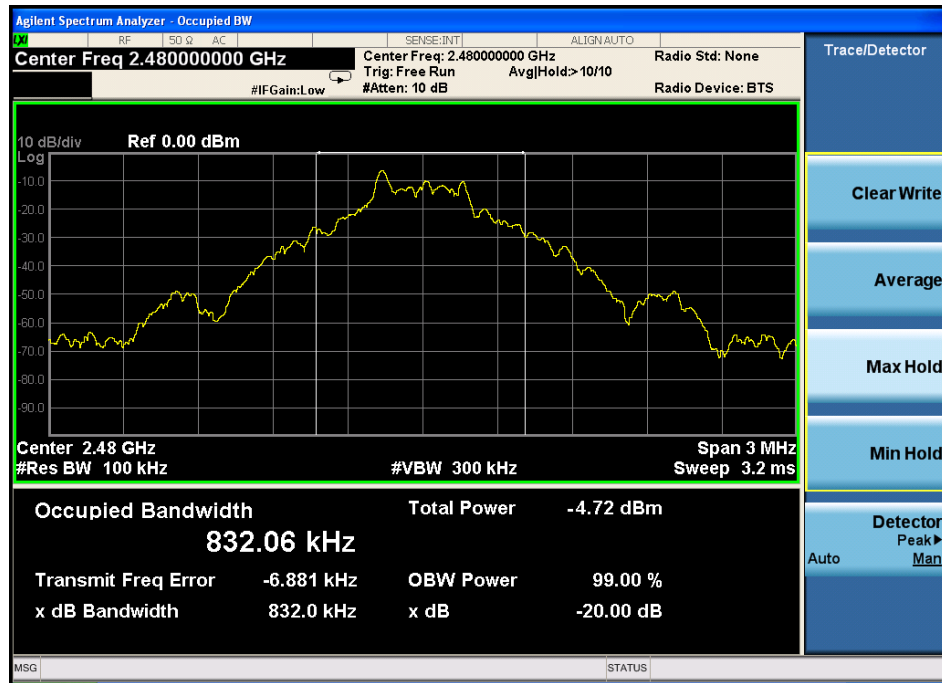 Agilent Spectrum Analyzer - Occupied BW
LXI RF 50 Ω AC SENSE:INT ALIGN AUTO
Center Freq 2.480000000 GHz
Center Freq: 2.480000000 GHz Radio Std: None
Trig: Free Run Avg|Hold:> 10/10
#IFGain:Low #Atten: 10 dB Radio Device: BTS
10 dB/div Ref 0.00 dBm
Log
-10.0
-20.0
-30.0
-40.0
-50.0
-60.0
-70.0
-80.0
-90.0
Center 2.48 GHz Span 3 MHz
#Res BW 100 kHz #VBW 300 kHz Sweep 3.2 ms
Occupied Bandwidth Total Power -4.72 dBm
832.06 kHz
Transmit Freq Error -6.881 kHz OBW Power 99.00 %
x dB Bandwidth 832.0 kHz x dB -20.00 dB
MSG STATUS
Trace/Detector
Clear Write
Average
Max Hold
Min Hold
Detector
Peak▶
Auto Man